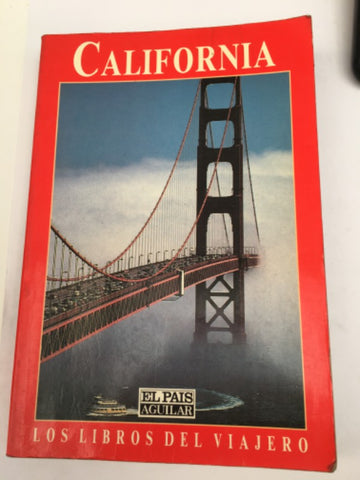 CALIFORNIA
EL PAIS
AGUILAR
LOS LIBROS DEL VIAJERO